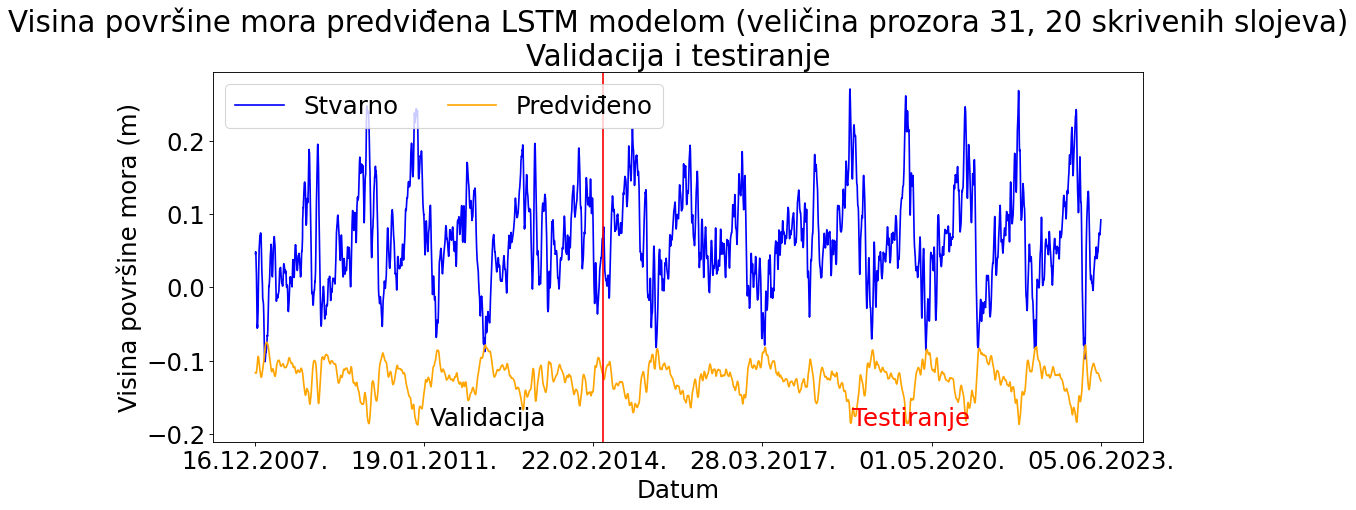 Visina površine mora predviđena LSTM modelom (veličina prozora 31, 20 skrivenih slojeva)
Validacija i testiranje
Stvarno
Predviđeno
Visina površine mora (m)
0.2
0.1
0.0
−0.1
−0.2
Validacija
Testiranje
16.12.2007.
19.01.2011.
22.02.2014.
28.03.2017.
01.05.2020.
05.06.2023.
Datum